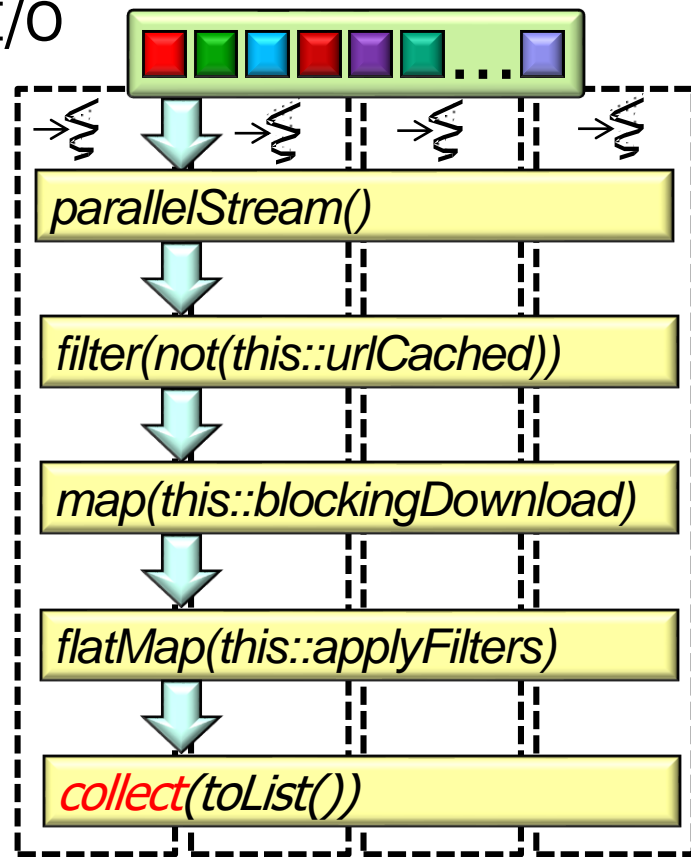 I/O
...
parallelStream()
filter(not(this::urlCached))
map(this::blockingDownload)
flatMap(this::applyFilters)
collect(toList())